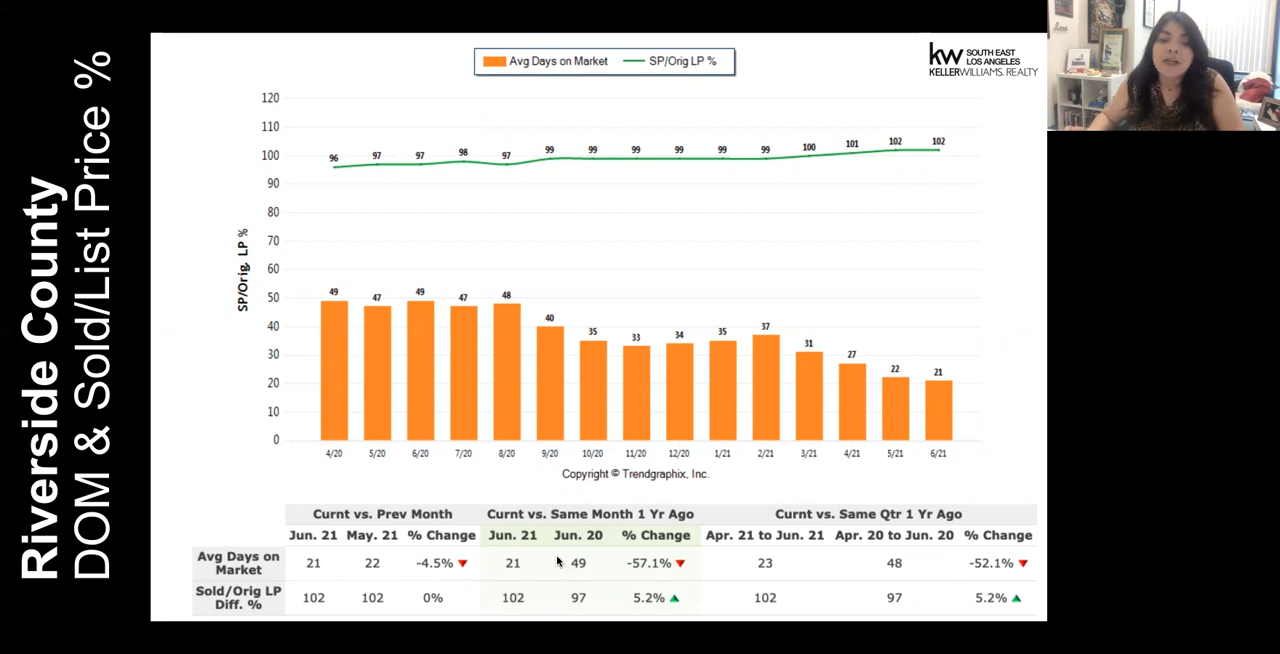 Riverside County
DOM & Sold/List Price %
Avg Days on Market SP/Orig LP %
kw SOUTH EAST
LOS ANGELES
KELLERWILLIAMS. REALTY
120
110
100
90
80
70
60
50
40
30
20
10
0
SP/Orig. LP %
96 97 97 98 97 99 99 99 99 99 99 100 101 102 102
49 47 49 47 48 40 35 33 34 35 37 31 27 22 21
4/20 5/20 6/20 7/20 8/20 9/20 10/20 11/20 12/20 1/21 2/21 3/21 4/21 5/21 6/21
Copyright © Trendgraphix, Inc.
Curnt vs. Prev Month Curnt vs. Same Month 1 Yr Ago Curnt vs. Same Qtr 1 Yr Ago
Jun. 21 May. 21 % Change Jun. 21 Jun. 20 % Change Apr. 21 to Jun. 21 Apr. 20 to Jun. 20 % Change
Avg Days on
Market 21 22 -4.5% 21 49 -57.1% 23 48 -52.1%
Sold/Orig LP
Diff. % 102 102 0% 102 97 5.2% 102 97 5.2%